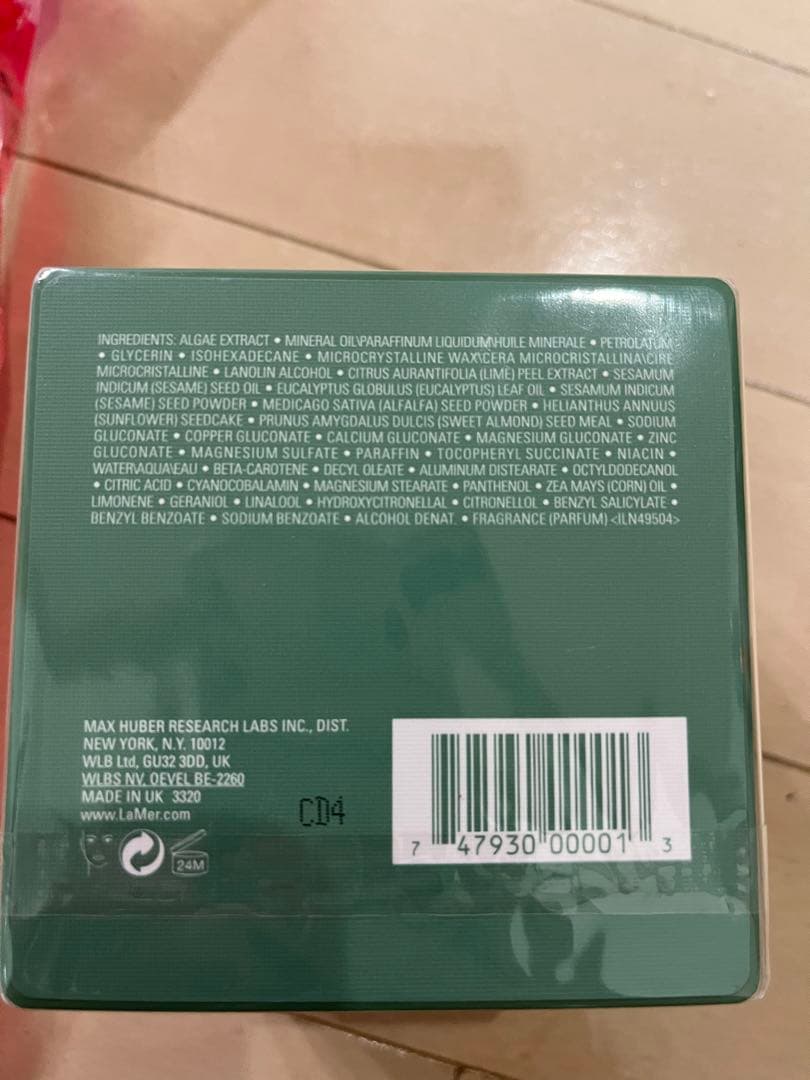 INGREDIENTS: ALGAE EXTRACT • MINERAL OIL\PARAFFINUM LIQUIDUM\HUILE MINERALE • PETROLATUM
• GLYCERIN • ISOHEXADECANE • MICROCRYSTALLINE WAX\CERA MICROCRISTALLINA\CIRE
MICROCRISTALLINE • LANOLIN ALCOHOL • CITRUS AURANTIFOLIA (LIME) PEEL EXTRACT • SESAMUM
INDICUM (SESAME) SEED OIL • EUCALYPTUS GLOBULUS (EUCALYPTUS) LEAF OIL • SESAMUM INDICUM
(SESAME) SEED POWDER • MEDICAGO SATIVA (ALFALFA) SEED POWDER • HELIANTHUS ANNUUS
(SUNFLOWER) SEEDCAKE • PRUNUS AMYGDALUS DULCIS (SWEET ALMOND) SEED MEAL • SODIUM
GLUCONATE • COPPER GLUCONATE • CALCIUM GLUCONATE • MAGNESIUM GLUCONATE • ZINC
GLUCONATE • MAGNESIUM SULFATE • PARAFFIN • TOCOPHERYL SUCCINATE • NIACIN •
WATER\AQUA\EAU • BETA-CAROTENE • DECYL OLEATE • ALUMINUM DISTEARATE • OCTYLDODECANOL
• CITRIC ACID • CYANOCOBALAMIN • MAGNESIUM STEARATE • PANTHENOL • ZEA MAYS (CORN) OIL •
LIMONENE • GERANIOL • LINALOOL • HYDROXYCITRONELLAL • CITRONELLOL • BENZYL SALICYLATE •
BENZYL BENZOATE • SODIUM BENZOATE • ALCOHOL DENAT. • FRAGRANCE (PARFUM) <ILN49504>
MAX HUBER RESEARCH LABS INC., DIST.
NEW YORK, N.Y. 10012
WLB Ltd, GU32 3DD, UK
WLBS NV, OEVEL BE-2260
MADE IN UK 3320
www.LaMer.com
CD4
24M
7 47930 00001 3